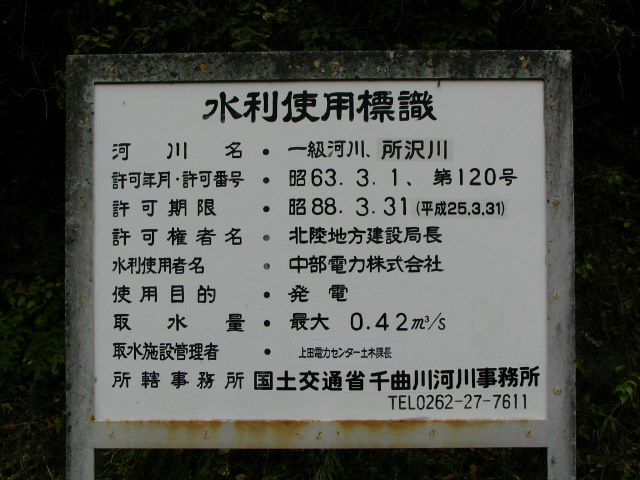 水利使用標識
河川名・一級河川、所沢川
許可年月・許可番号・昭63.3.1、第120号
許可期限・昭88.3.31(平成25.3.31)
許可権者名・北陸地方建設局長
水利使用者名・中部電力株式会社
使用目的・発電
取水量・最大 0.42m³/s
取水施設管理者・上田電力センター土木課長
所轄事務所 国土交通省千曲川河川事務所
TEL0262-27-7611